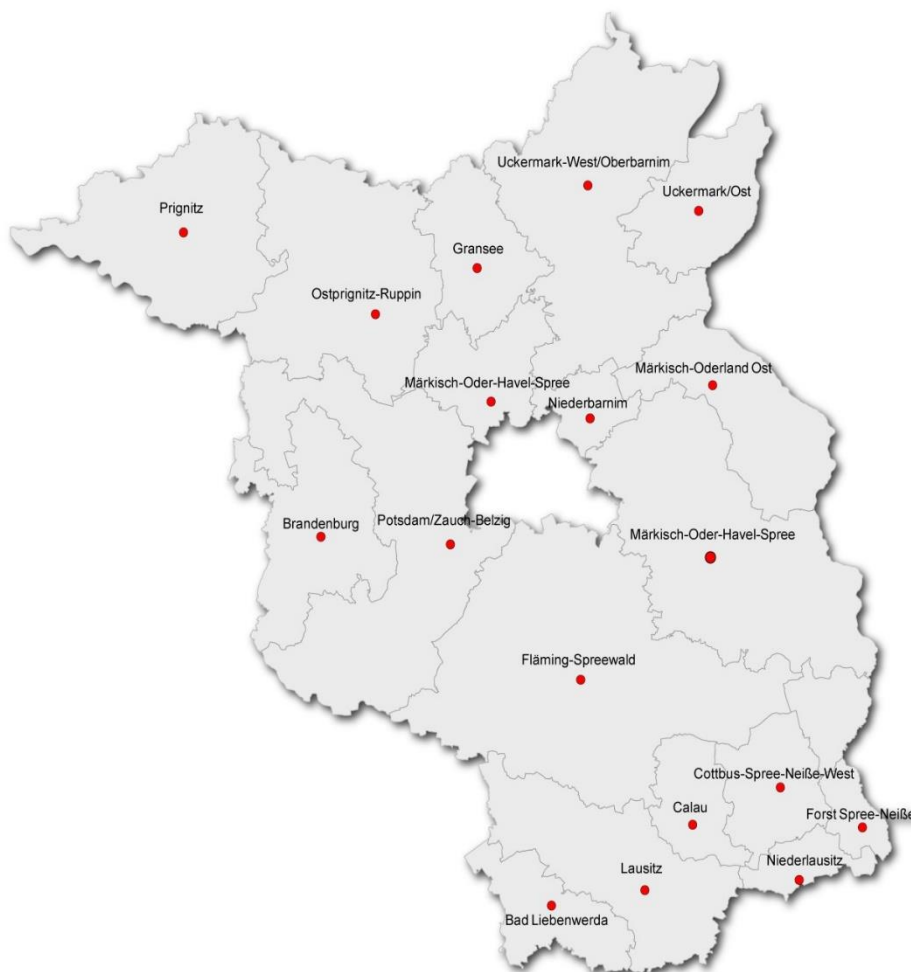 Uckermark-West/Oberbarnim
Uckermark/Ost
Prignitz
Gransee
Ostprignitz-Ruppin
Märkisch-Oderland Ost
Märkisch-Oder-Havel-Spree
Niederbarnim
Brandenburg
Potsdam/Zauch-Belzig
Märkisch-Oder-Havel-Spree
Fläming-Spreewald
Cottbus-Spree-Neiße-West
Calau
Forst Spree-Neiße
Niederlausitz
Lausitz
Bad Liebenwerda